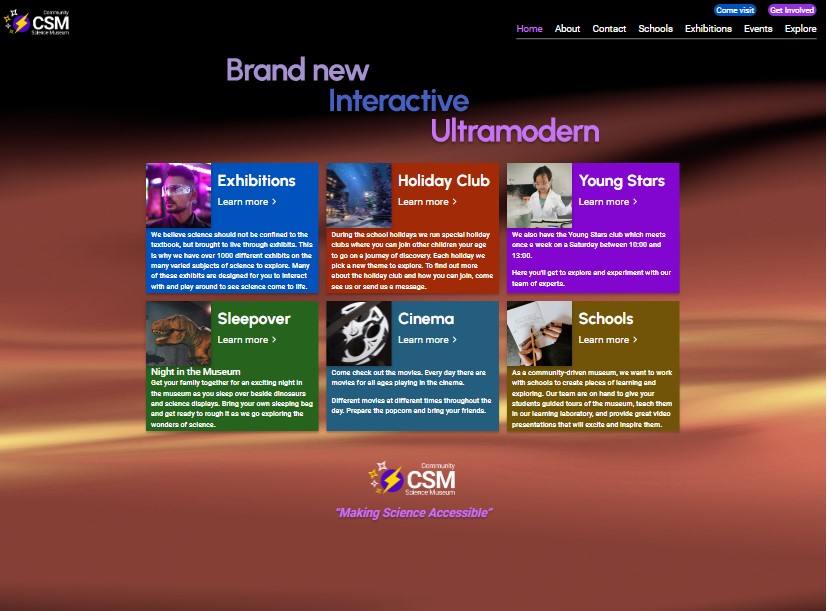 Community
CSM
Science Museum
Come visit
Get Involved
Home
About
Contact
Schools
Exhibitions
Events
Explore
Brand new
Interactive
Ultramodern
Exhibitions
Learn more
We believe science should not be confined to the
textbook, but brought to live through exhibits. This
is why we have over 1000 different exhibits on the
many varied subjects of science to explore. Many
of these exhibits are designed for you to interact
with and play around to see science come to life.
Holiday Club
Learn more
During the school holidays we run special holiday
clubs where you can join other children your age
to go on a journey of discovery. Each holiday we
pick a new theme to explore. To find out more
about the holiday club and how you can join, come
see us or send us a message.
Young Stars
Learn more
We also have the Young Stars club which meets
once e week on a Saturday between 10:00 and
13:00.
Here you'll get to explore and experiment with our
team of experts.
Sleepover
Learn more
Night in the Museum
Get your family together for an exciting night in
the museum as you sleep over beside dinosaurs
and science displays. Bring your own sleeping bag
and get ready to rough it as we go exploring the
wonders of science.
Cinema
Learn more
Come check out the movies. Every day there are
movies for all ages playing in the cinema.
Different movies at different times throughout the
day. Prepare the popcorn and bring your friends.
Schools
Learn more
As a community-driven museum, we want to work
with schools to create places of learning and
exploring. Our team are on hand to give your
students guided tours of the museum, teach them
in our learning laboratory, and provide great video
presentations that will excite and inspire them.
Community
CSM
Science Museum
"Making Science Accessible"